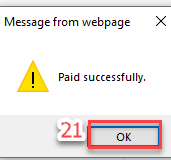 Message from webpage
Paid successfully.
21
OK